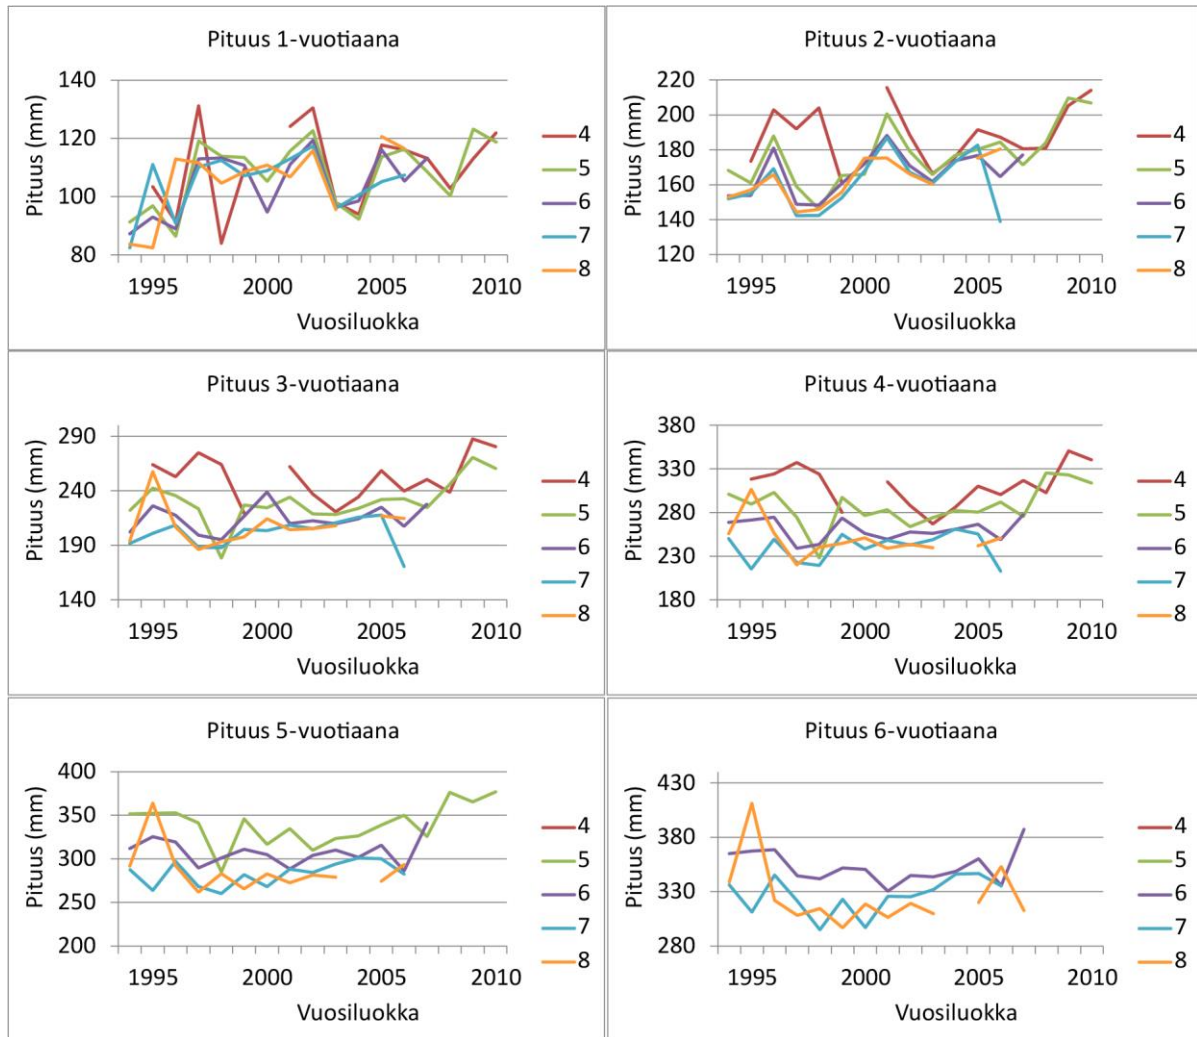 Pituus 1-vuotiaana
Pituus (mm)
140
120
100
80
1995 2000 2005 2010
Vuosiluokka
4
5
6
7
8
Pituus 2-vuotiaana
Pituus (mm)
220
200
180
160
140
120
1995 2000 2005 2010
Vuosiluokka
4
5
6
7
8
Pituus 3-vuotiaana
Pituus (mm)
290
240
190
140
1995 2000 2005 2010
Vuosiluokka
4
5
6
7
8
Pituus 4-vuotiaana
Pituus (mm)
380
330
280
230
180
1995 2000 2005 2010
Vuosiluokka
4
5
6
7
8
Pituus 5-vuotiaana
Pituus (mm)
400
350
300
250
200
1995 2000 2005 2010
Vuosiluokka
4
5
6
7
8
Pituus 6-vuotiaana
Pituus (mm)
430
380
330
280
1995 2000 2005 2010
Vuosiluokka
4
5
6
7
8